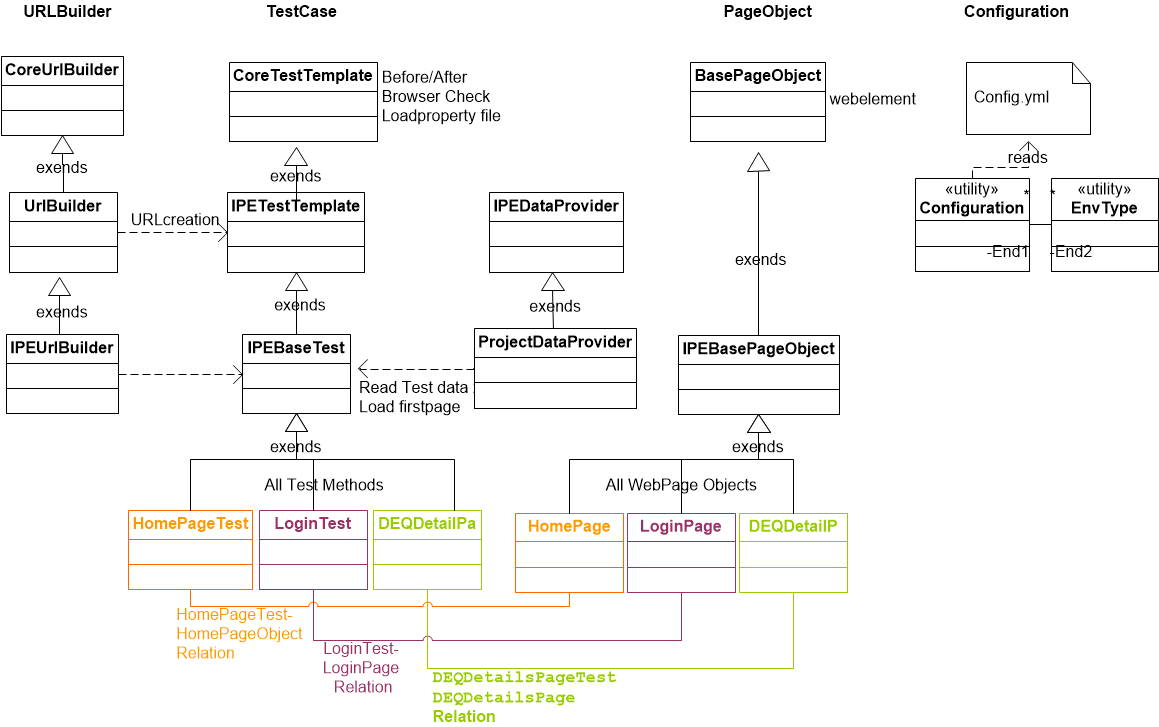 URLBuilder
TestCase
PageObject
Configuration
CoreUrlBuilder
CoreTestTemplate
Before/After
Browser Check
Loadproperty file
BasePageObject
webelement
Config.yml
exends
exends
reads
UrlBuilder
URLcreation
IPETestTemplate
IPEDataProvider
«utility»
Configuration
*
*
«utility»
EnvType
-End1
-End2
exends
exends
exends
exends
exends
IPEUrlBuilder
IPEBaseTest
ProjectDataProvider
IPEBasePageObject
Read Test data
Load firstpage
exends
exends
All Test Methods
All WebPage Objects
HomePageTest
LoginTest
DEQDetailPa
HomePage
LoginPage
DEQDetailP
HomePageTest-
HomePageObject
Relation
LoginTest-
LoginPage
Relation
DEQDetailsPageTest
DEQDetailsPage
Relation